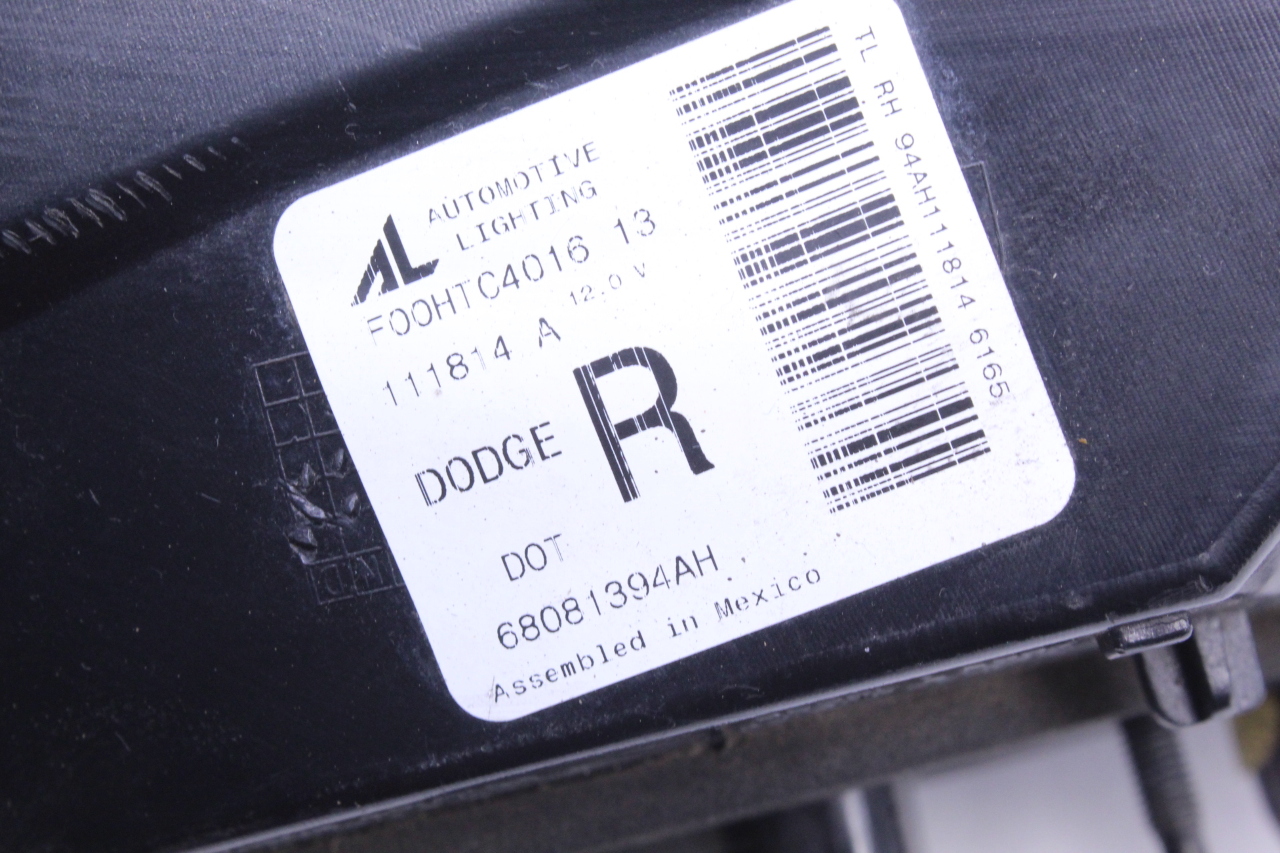 AL AUTOMOTIVE
LIGHTING
F00HTC4016 13
12.0 V
111814 A
DODGE
R
DOT
68081394AH
Assembled in Mexico
TL RH 94AH111814 6165